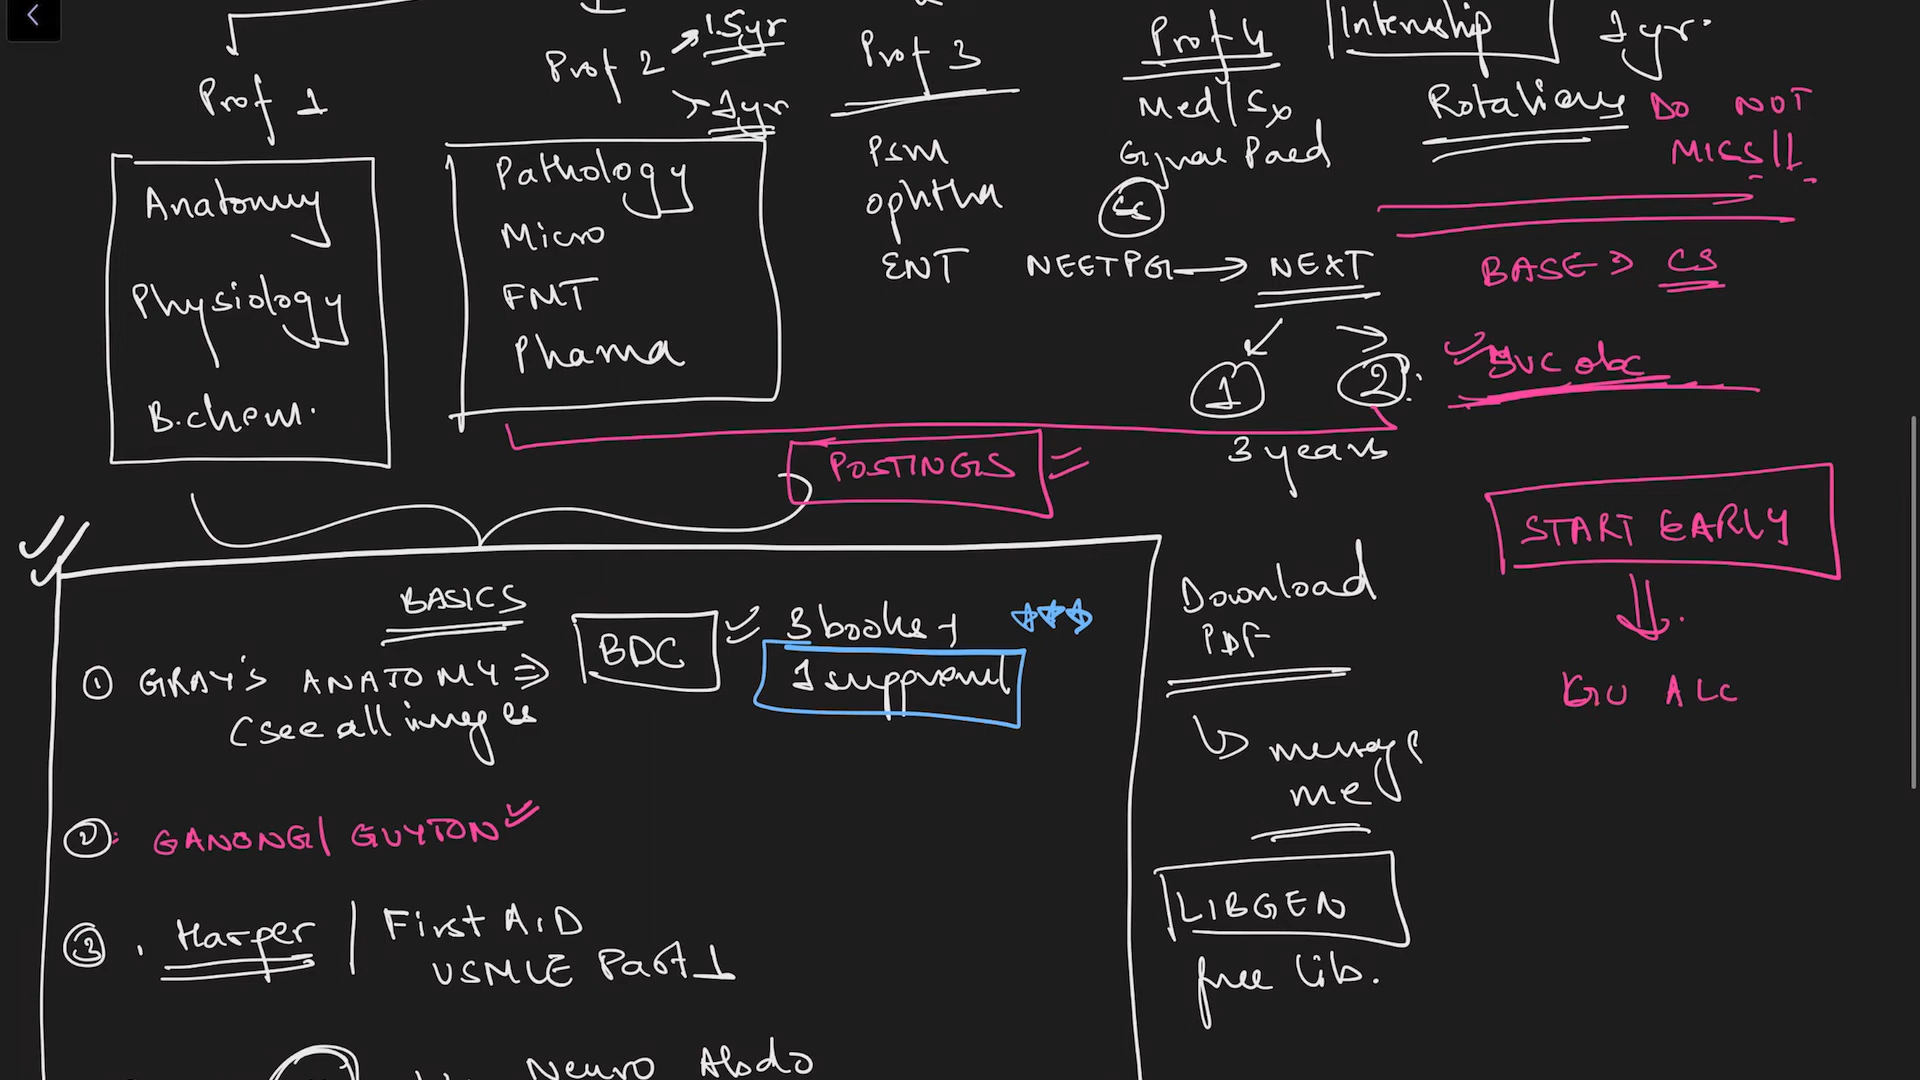 Prof 1
Anatomy
Physiology
B.chem.
Prof 2
1.5yr
1yr
Pathology
Micro
FMT
Phama
Prof 3
PSM
ophtha
ENT
Prof 4
Med/Sx
Gynae Paed
NEETPG → NEXT
1 2
3 years
Internship 1 yr.
Rotations
DO NOT
MISS!!
BASE → CS
START EARLY
POSTINGS
BASICS
① GRAY'S ANATOMY ⇒ BDC
(see all images
3 books +
② : GANONG / GUYTON
③ . Harper / First AiD
USMLE Part 1
Neuro Abdo
Download
PDF
me
LIBGEN
free lib.